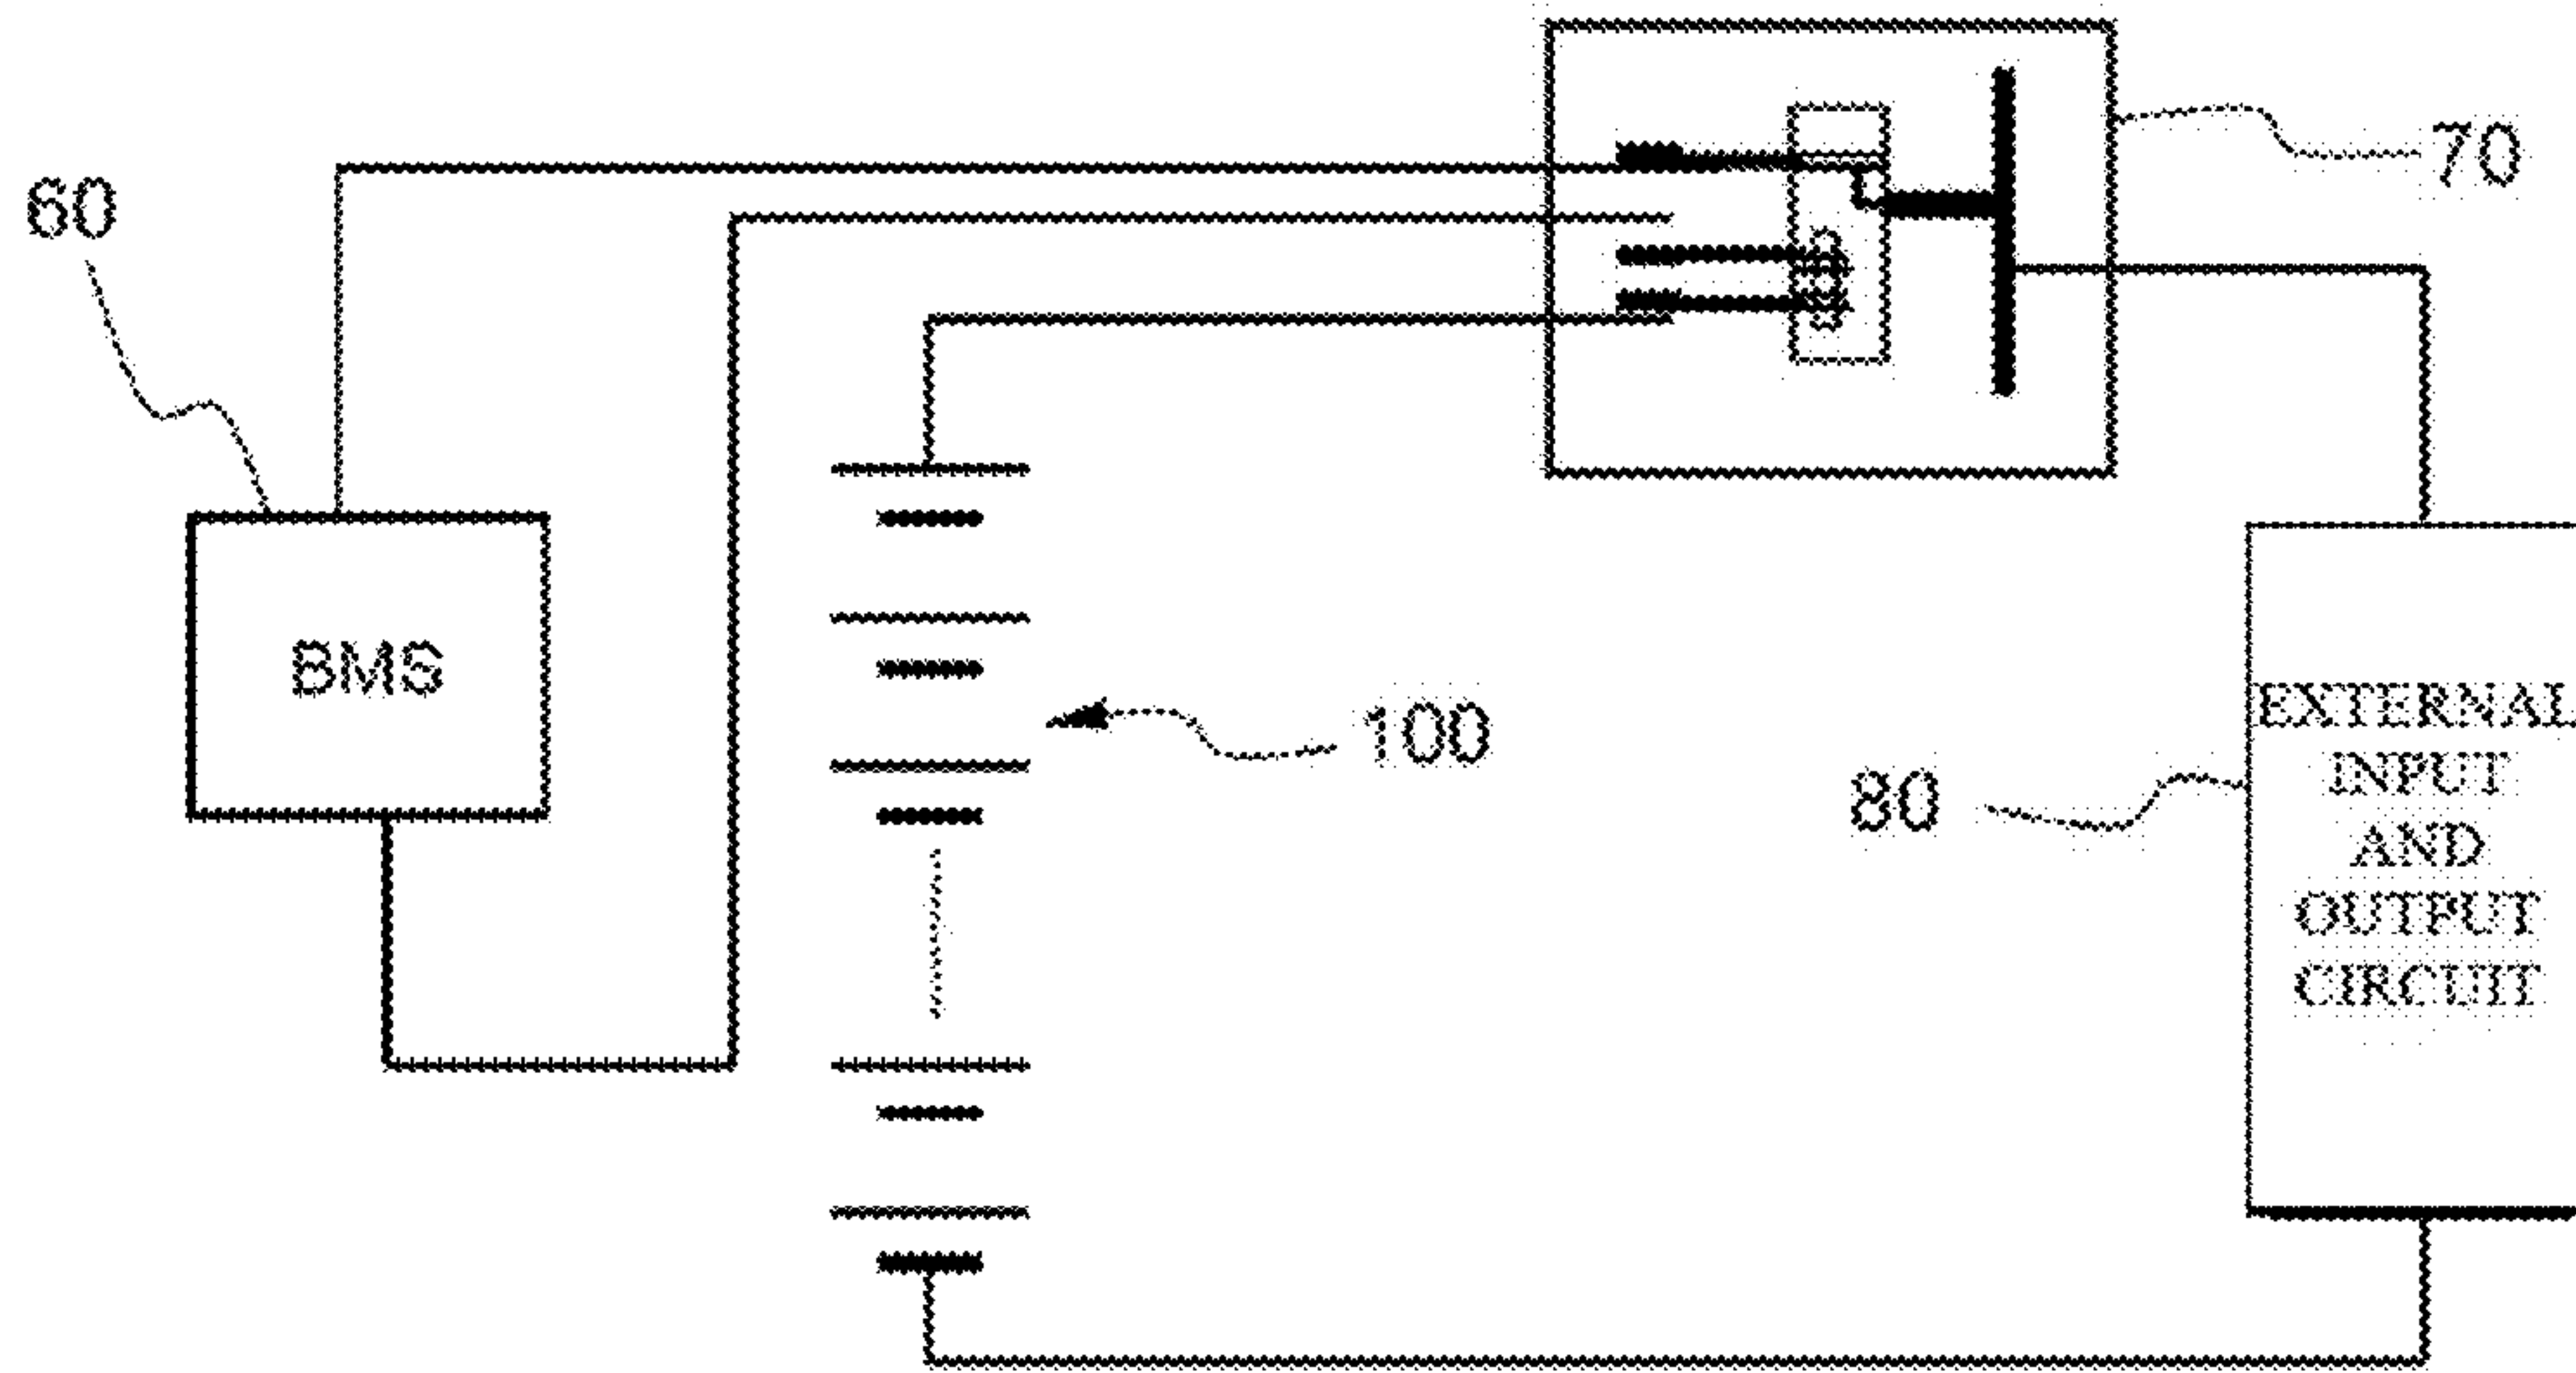 70
60
BMS
100
80
EXTERNAL
INPUT
AND
OUTPUT
CIRCUIT